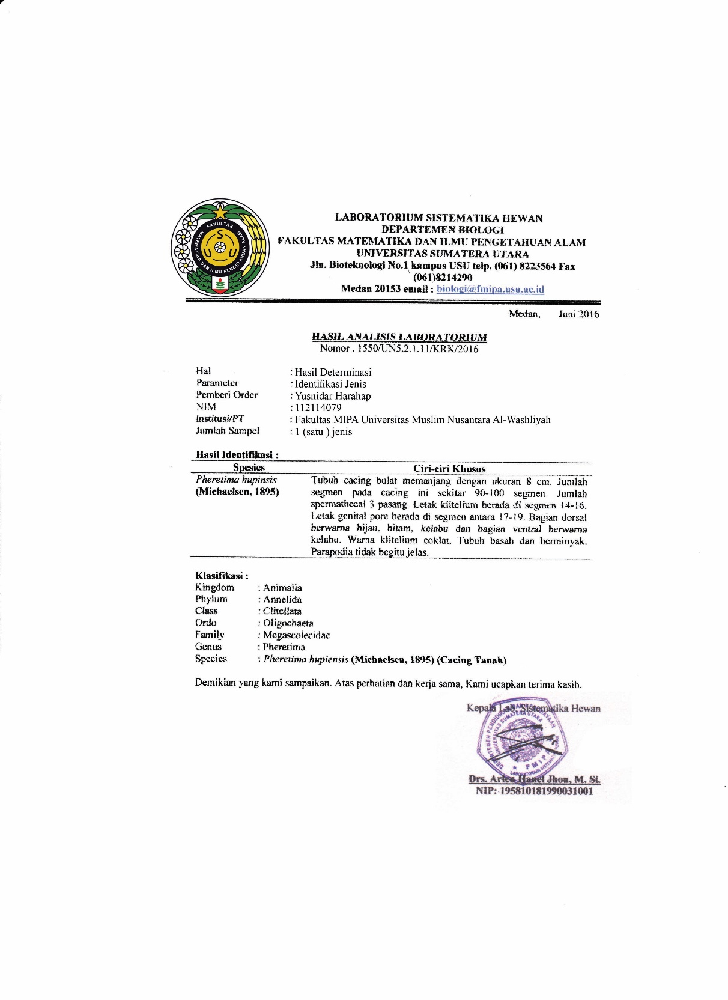 LABORATORIUM SISTEMATIKA HEWAN
DEPARTEMEN BIOLOGI
FAKULTAS MATEMATIKA DAN ILMU PENGETAHUAN ALAM
UNIVERSITAS SUMATERA UTARA
Jln. Bioteknologi No.1 kampus USU telp. (061) 8223564 Fax
(061)8214290
Medan 20153 email : biologi@fmipa.usu.ac.id
FAKULTAS
MATEMATIKA DAN ILMU PENGETAHUAN ALAM
S
U U
Medan, Juni 2016
HASIL ANALISIS LABORATORIUM
Nomor . 1550/UN5.2.1.11/KRK/2016
Hal : Hasil Determinasi
Parameter : Identifikasi Jenis
Pemberi Order : Yusnidar Harahap
NIM : 112114079
Institusi/PT : Fakultas MIPA Universitas Muslim Nusantara Al-Washliyah
Jumlah Sampel : 1 (satu ) jenis
Hasil Identifikasi :
Spesies Ciri-ciri Khusus
Pheretima hupinsis Tubuh cacing bulat memanjang dengan ukuran 8 cm. Jumlah
(Michaelsen, 1895) segmen pada cacing ini sekitar 90-100 segmen. Jumlah
spermathecal 3 pasang. Letak klitelium berada di segmen 14-16.
Letak genital pore berada di segmen antara 17-19. Bagian dorsal
berwarna hijau, hitam, kelabu dan bagian ventral berwarna
kelabu. Warna klitelium coklat. Tubuh basah dan berminyak.
Parapodia tidak begitu jelas.
Klasifikasi :
Kingdom : Animalia
Phylum : Annelida
Class : Clitellata
Ordo : Oligochaeta
Family : Megascolecidae
Genus : Pheretima
Species : Pheretima hupiensis (Michaelsen, 1895) (Cacing Tanah)
Demikian yang kami sampaikan. Atas perhatian dan kerja sama, Kami ucapkan terima kasih.
Kepala Lab. Sistematika Hewan
UNIVERSITAS SUMATERA UTARA
FMIPA
Drs. Arlen Hanel Jhon, M. Si.
NIP: 195810181990031001